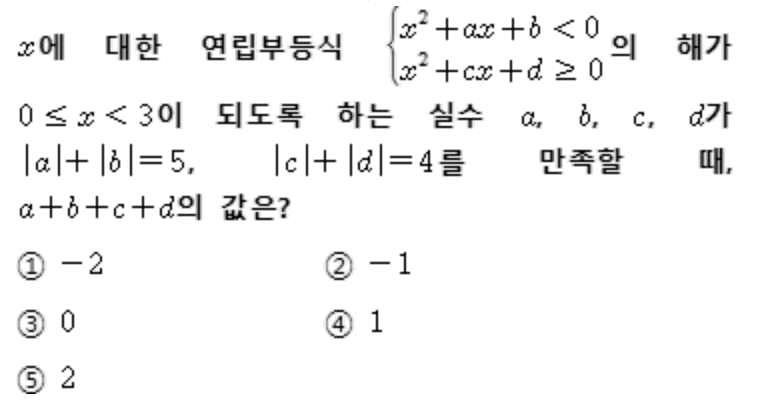 x에 대한 연립부등식 { x²+ax+b < 0 의 해가
x²+cx+d ≥ 0
0 ≤ x < 3이 되도록 하는 실수 a, b, c, d가
|a|+|b|=5, |c|+|d|=4를 만족할 때,
a+b+c+d의 값은?
① -2 ② -1
③ 0 ④ 1
⑤ 2